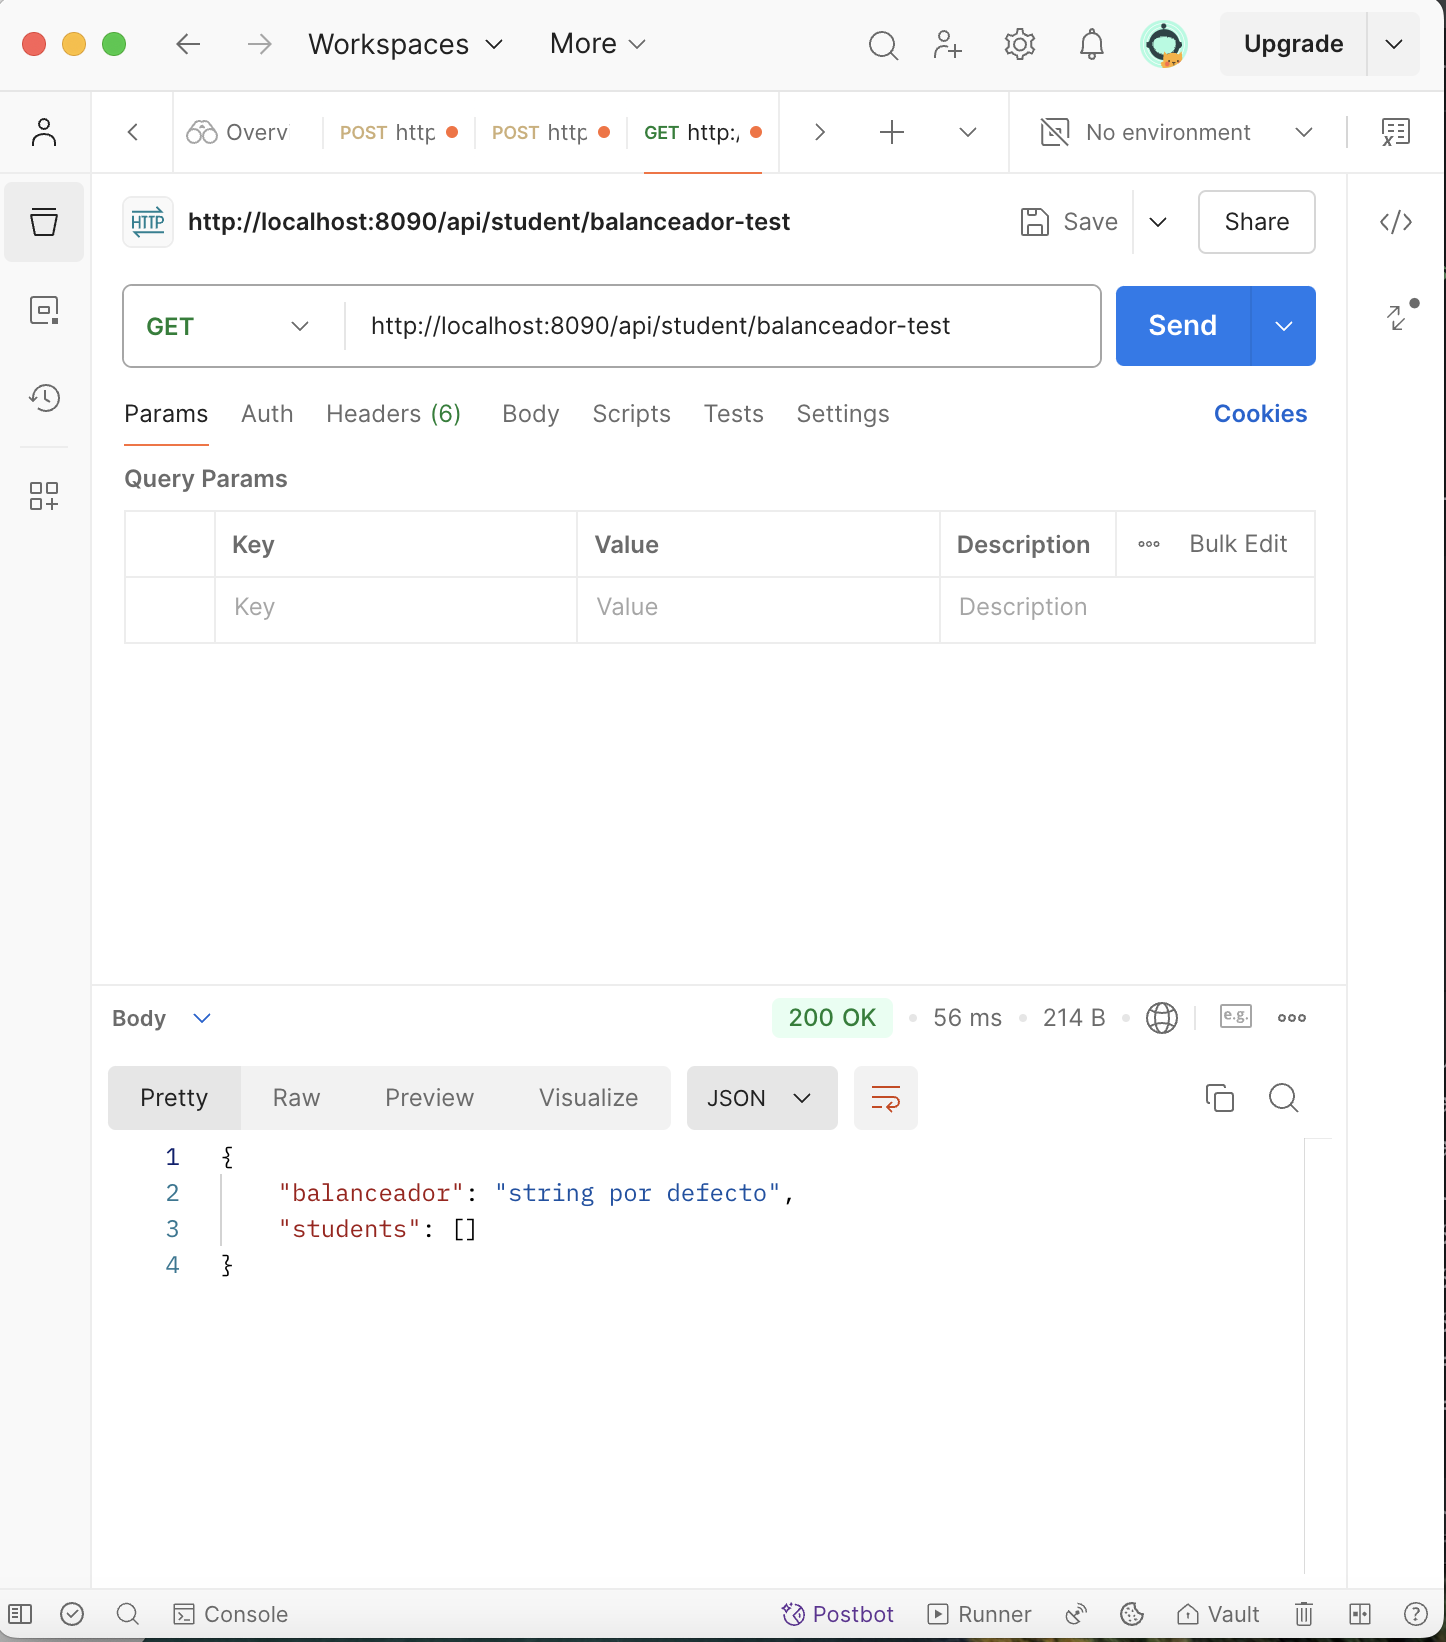 Workspaces More Upgrade
Overv POST http POST http GET http:/ No environment
HTTP http://localhost:8090/api/student/balanceador-test Save Share
GET http://localhost:8090/api/student/balanceador-test Send
Params Auth Headers (6) Body Scripts Tests Settings Cookies
Query Params
Key Value Description Bulk Edit
Key Value Description
Body 200 OK 56 ms 214 B e.g.
Pretty Raw Preview Visualize JSON
1 {
2 "balanceador": "string por defecto",
3 "students": []
4 }
Console Postbot Runner Vault